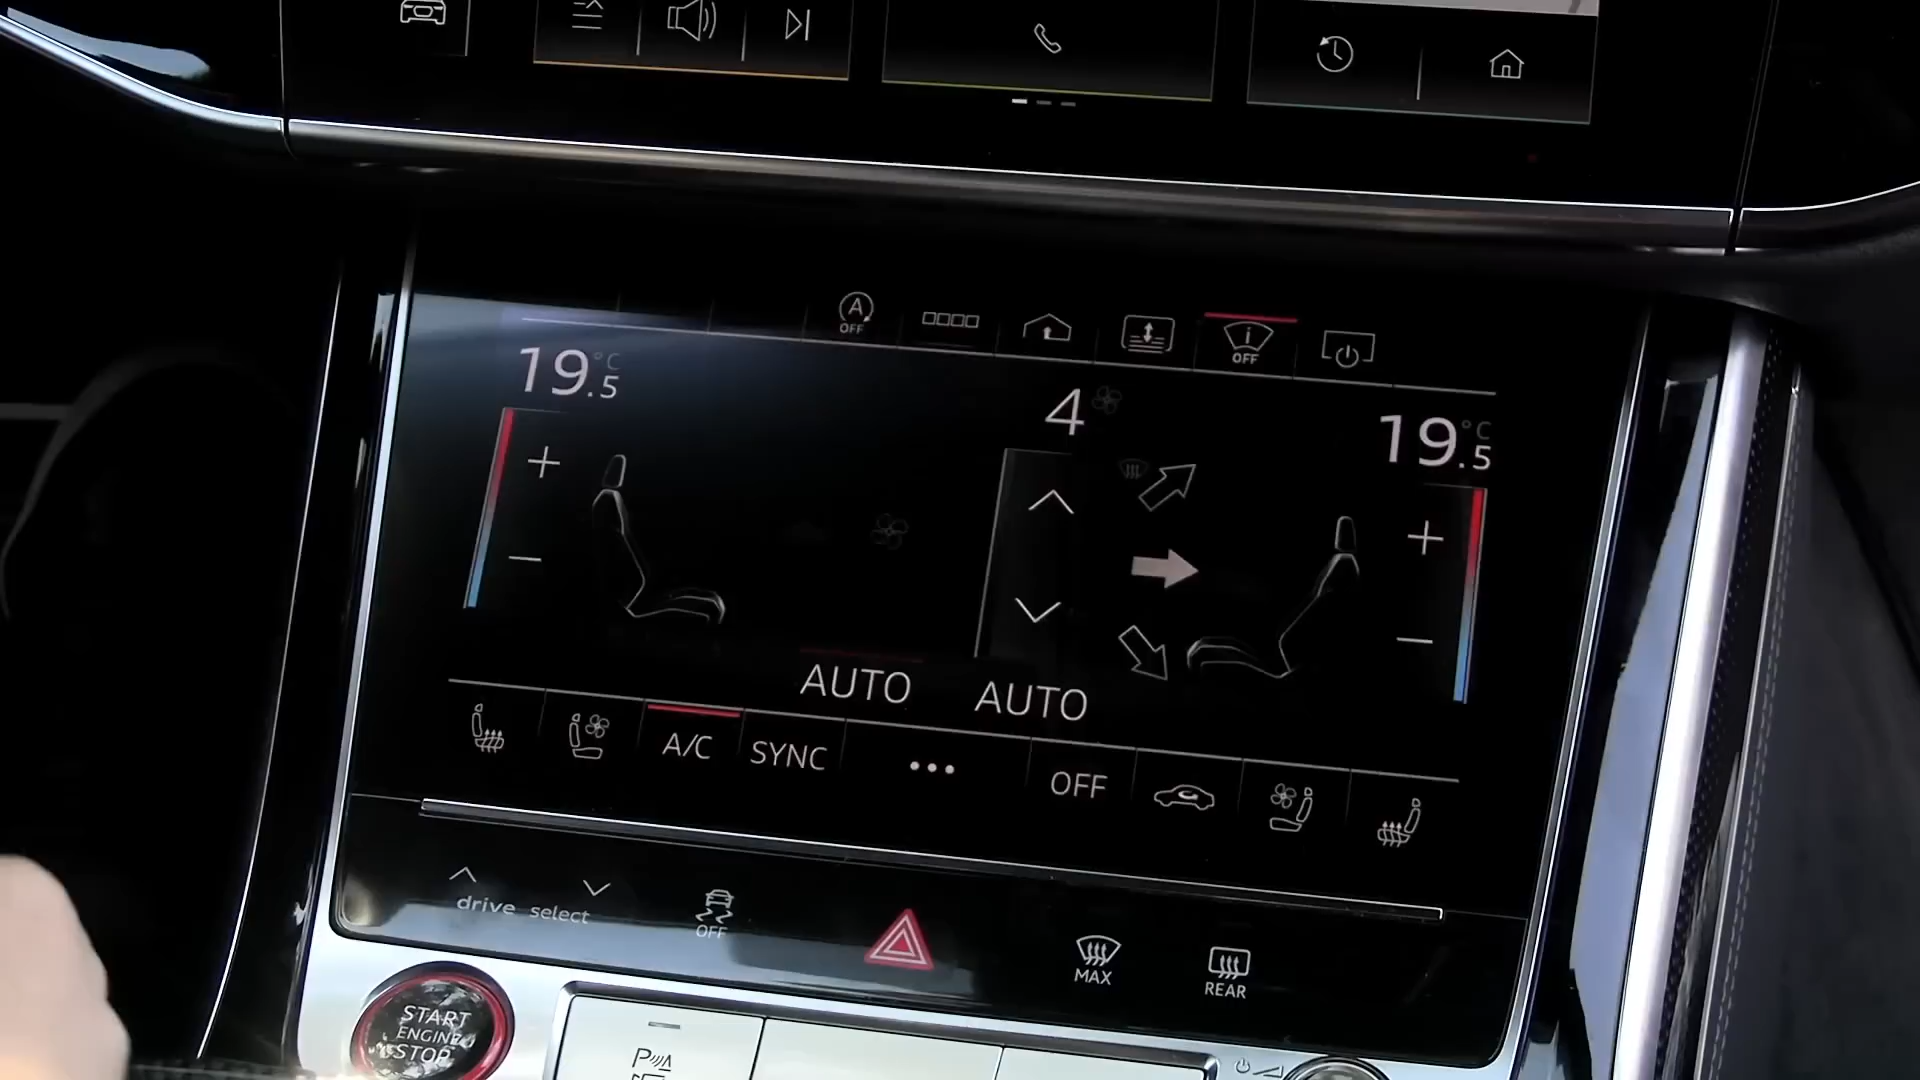 A
OFF
i
OFF
19.5 °C
4
19.5 °C
AUTO AUTO
A/C SYNC ... OFF
drive select
OFF
MAX
REAR
START
ENGINE
STOP
P